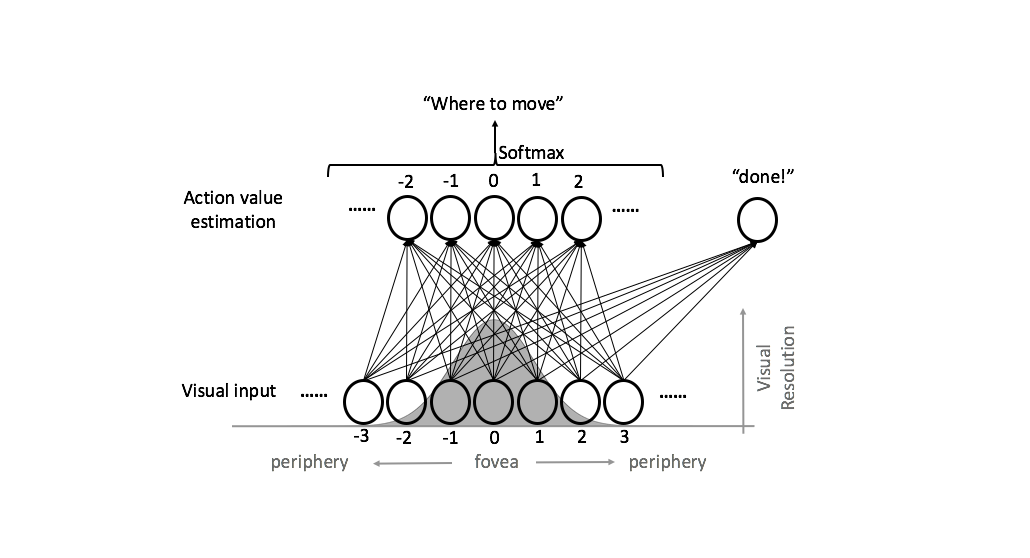 “Where to move”
Softmax
-2 -1 0 1 2
“done!”
Action value
estimation
...... ......
Visual input
...... ......
-3 -2 -1 0 1 2 3
periphery fovea periphery
Visual
Resolution